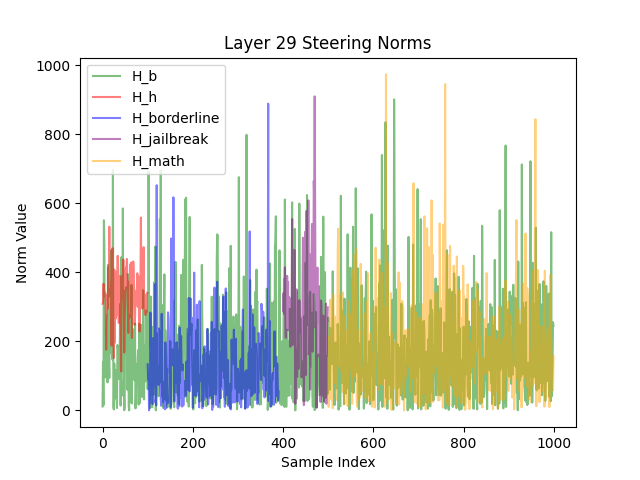 Layer 29 Steering Norms
H_b
H_h
H_borderline
H_jailbreak
H_math
Norm Value
1000
800
600
400
200
0
0 200 400 600 800 1000
Sample Index